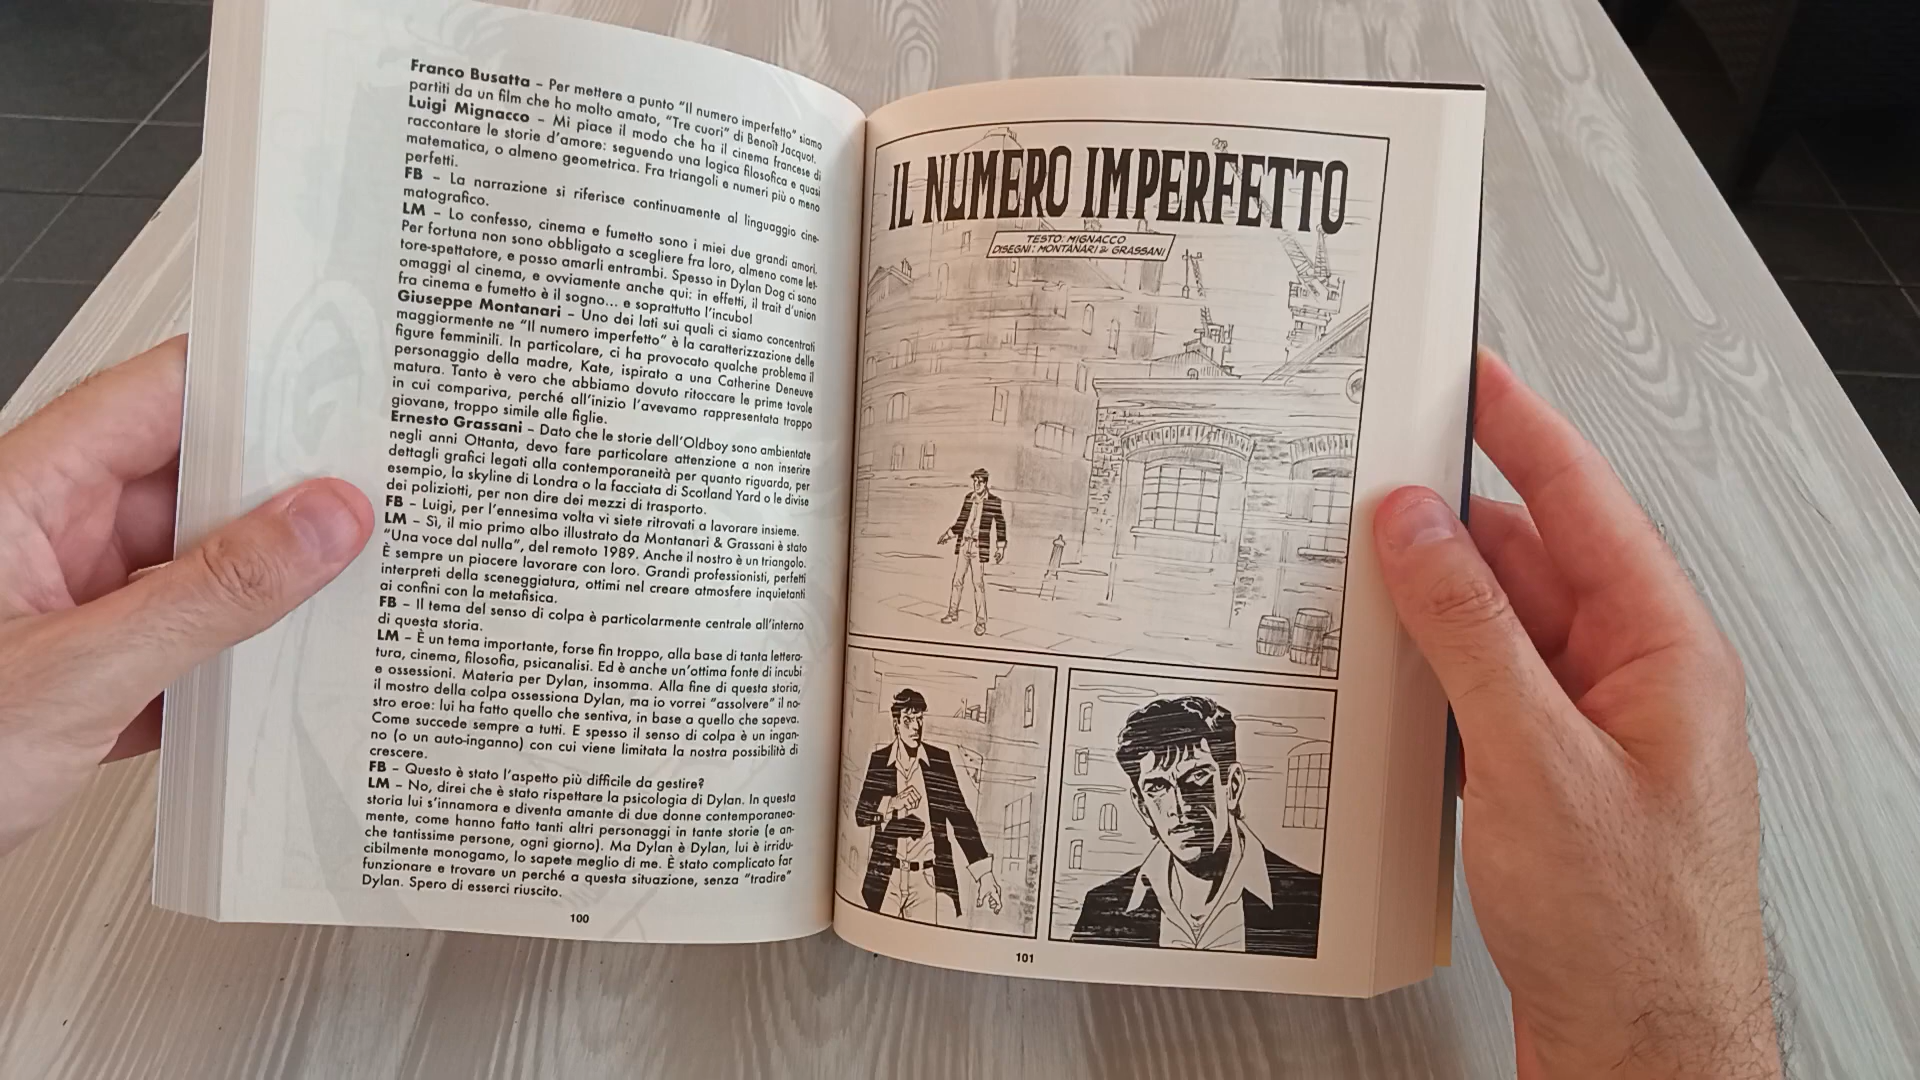 Franco Busatta – Per mettere a punto “Il numero imperfetto” siamo
partiti da un film che ho molto amato, “Tre cuori” di Benoît Jacquot.
Luigi Mignacco – Mi piace il modo che ha il cinema francese di
raccontare le storie d’amore: seguendo una logica filosofica e quasi
matematica, o almeno geometrica. Fra triangoli e numeri più o meno
perfetti.
FB – La narrazione si riferisce continuamente al linguaggio cine-
matografico.
LM – Lo confesso, cinema e fumetto sono i miei due grandi amori.
Per fortuna non sono obbligato a scegliere fra loro, almeno come let-
tore-spettatore, e posso amarli entrambi. Spesso in Dylan Dog ci sono
omaggi al cinema, e ovviamente anche qui: in effetti, il trait d’union
fra cinema e fumetto è il sogno... e soprattutto l’incubo!
Giuseppe Montanari – Uno dei lati sui quali ci siamo concentrati
maggiormente ne “Il numero imperfetto” è la caratterizzazione delle
figure femminili. In particolare, ci ha provocato qualche problema il
personaggio della madre, Kate, ispirato a una Catherine Deneuve
matura. Tanto è vero che abbiamo dovuto ritoccare le prime tavole
in cui compariva, perché all’inizio l’avevamo rappresentata troppo
giovane, troppo simile alle figlie.
Ernesto Grassani – Dato che le storie dell’Oldboy sono ambientate
negli anni Ottanta, devo fare particolare attenzione a non inserire
dettagli grafici legati alla contemporaneità per quanto riguarda, per
esempio, la skyline di Londra o la facciata di Scotland Yard o le divise
dei poliziotti, per non dire dei mezzi di trasporto.
FB – Luigi, per l’ennesima volta vi siete ritrovati a lavorare insieme.
LM – Sì, il mio primo albo illustrato da Montanari & Grassani è stato
“Una voce dal nulla”, del remoto 1989. Anche il nostro è un triangolo.
È sempre un piacere lavorare con loro. Grandi professionisti, perfetti
interpreti della sceneggiatura, ottimi nel creare atmosfere inquietanti
ai confini con la metafisica.
FB – Il tema del senso di colpa è particolarmente centrale all’interno
di questa storia.
LM – È un tema importante, forse fin troppo, alla base di tanta lettera-
tura, cinema, filosofia, psicanalisi. Ed è anche un’ottima fonte di incubi
e ossessioni. Materia per Dylan, insomma. Alla fine di questa storia,
il mostro della colpa ossessiona Dylan, ma io vorrei “assolvere” il no-
stro eroe: lui ha fatto quello che sentiva, in base a quello che sapeva.
Come succede sempre a tutti. E spesso il senso di colpa è un ingan-
no (o un auto-inganno) con cui viene limitata la nostra possibilità di
crescere.
FB – Questo è stato l’aspetto più difficile da gestire?
LM – No, direi che è stato rispettare la psicologia di Dylan. In questa
storia lui s’innamora e diventa amante di due donne contemporanea-
mente, come hanno fatto tanti altri personaggi in tante storie (e an-
che tantissime persone, ogni giorno). Ma Dylan è Dylan, lui è irridu-
cibilmente monogamo, lo sapete meglio di me. È stato complicato far
funzionare e trovare un perché a questa situazione, senza “tradire”
Dylan. Spero di esserci riuscito.
100
IL NUMERO IMPERFETTO
TESTO: MIGNACCO
DISEGNI: MONTANARI & GRASSANI
101